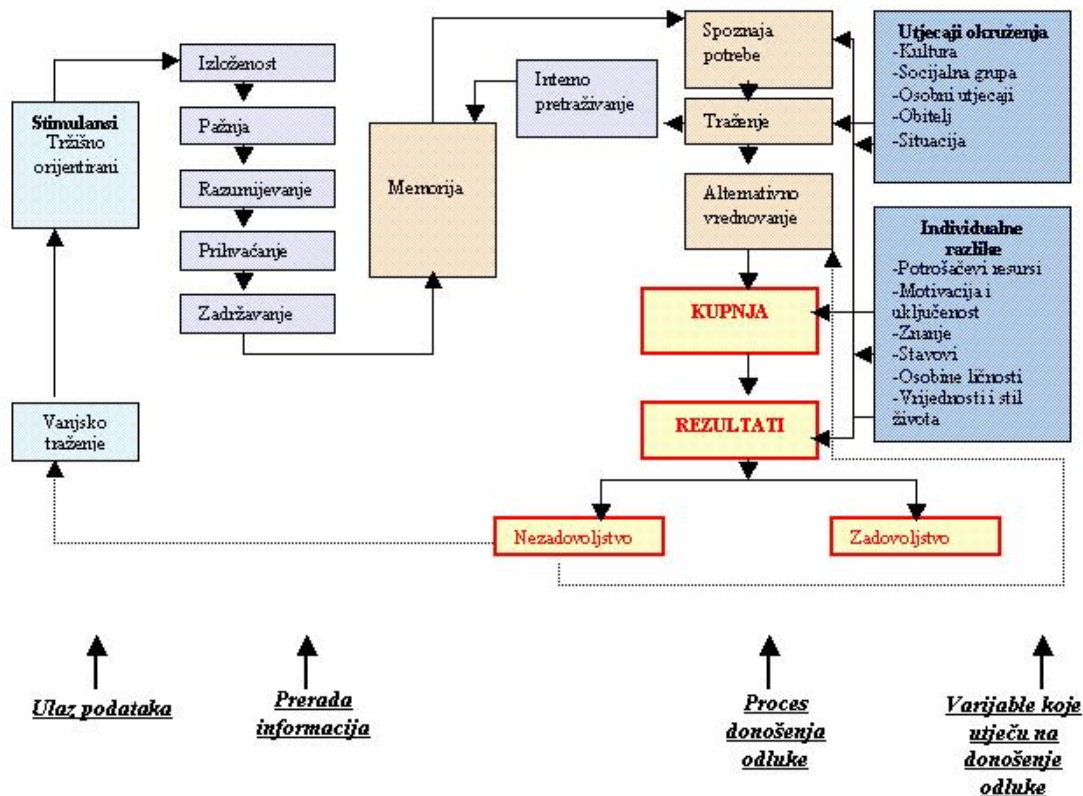 Stimulansi
Tržišno
orijentirani
Vanjsko
traženje
Izloženost
Pažnja
Razumijevanje
Prihvaćanje
Zadržavanje
Memorija
Interno
pretraživanje
Spoznaja
potrebe
Traženje
Alternativno
vrednovanje
KUPNJA
REZULTATI
Nezadovoljstvo
Zadovoljstvo
Utjecaji okruženja
-Kultura
-Socijalna grupa
-Osobni utjecaji
-Obitelj
-Situacija
Individualne
razlike
-Potrošačevi resursi
-Motivacija i
uključenost
-Znanje
-Stavovi
-Osobine ličnosti
-Vrijednosti i stil
života
Ulaz podataka
Prerada
informacija
Proces
donošenja
odluke
Varijable koje
utječu na
donošenje
odluke